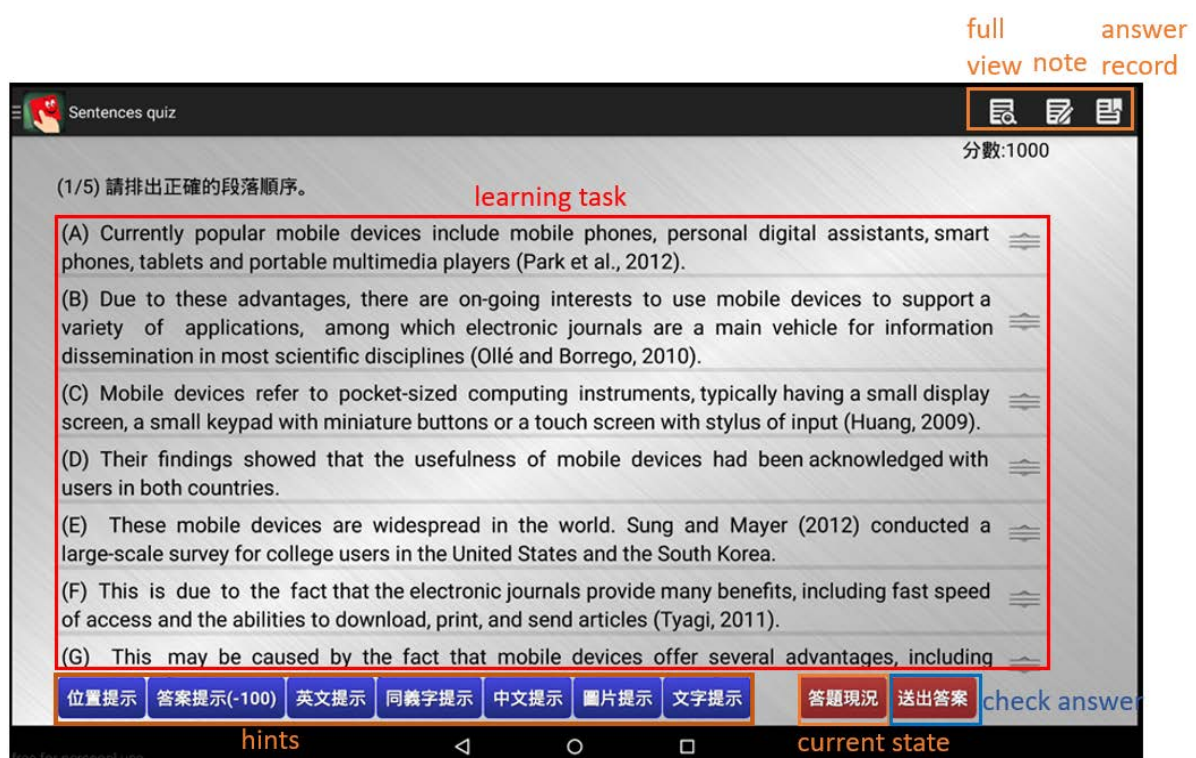 full answer
view note record
Sentences quiz
分數:1000
(1/5) 請排出正確的段落順序。
learning task
(A) Currently popular mobile devices include mobile phones, personal digital assistants, smart
phones, tablets and portable multimedia players (Park et al., 2012).
(B) Due to these advantages, there are on-going interests to use mobile devices to support a
variety of applications, among which electronic journals are a main vehicle for information
dissemination in most scientific disciplines (Ollé and Borrego, 2010).
(C) Mobile devices refer to pocket-sized computing instruments, typically having a small display
screen, a small keypad with miniature buttons or a touch screen with stylus of input (Huang, 2009).
(D) Their findings showed that the usefulness of mobile devices had been acknowledged with
users in both countries.
(E) These mobile devices are widespread in the world. Sung and Mayer (2012) conducted a
large-scale survey for college users in the United States and the South Korea.
(F) This is due to the fact that the electronic journals provide many benefits, including fast speed
of access and the abilities to download, print, and send articles (Tyagi, 2011).
(G) This may be caused by the fact that mobile devices offer several advantages, including
位置提示 答案提示(-100) 英文提示 同義字提示 中文提示 圖片提示 文字提示 答題現況 送出答案 check answer
hints current state